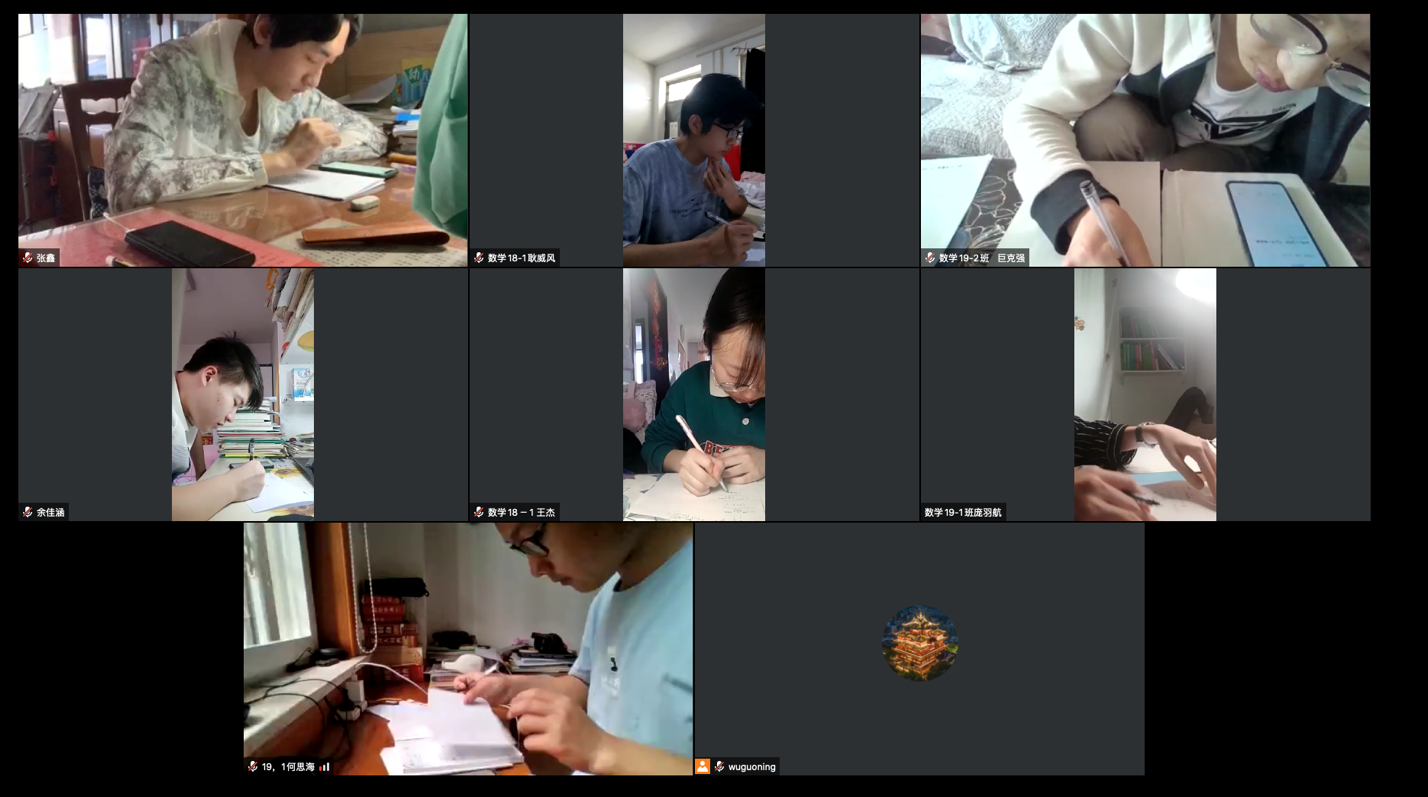 张鑫
数学18-1耿威风
数学19-2班 巨克强
余佳涵
数学18－1 王杰
数学19-1班庞羽航
19，1何思海
wuguoning